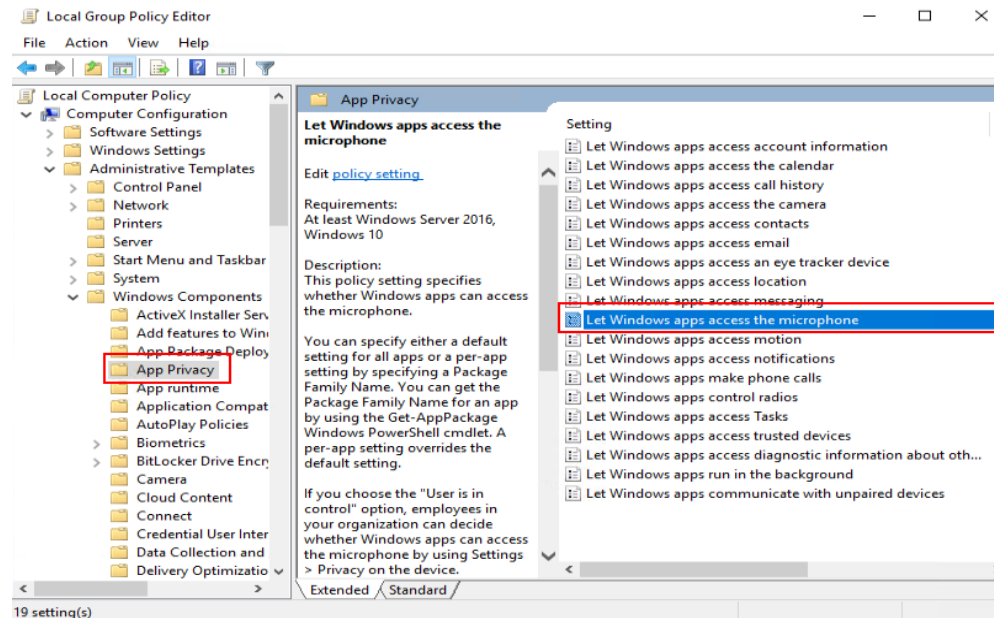 Local Group Policy Editor
File Action View Help
Local Computer Policy
Computer Configuration
Software Settings
Windows Settings
Administrative Templates
Control Panel
Network
Printers
Server
Start Menu and Taskbar
System
Windows Components
ActiveX Installer Serv
Add features to Win
App Package Deploy
App Privacy
App runtime
Application Compat
AutoPlay Policies
Biometrics
BitLocker Drive Encry
Camera
Cloud Content
Connect
Credential User Inter
Data Collection and
Delivery Optimizatio
App Privacy
Let Windows apps access the
microphone
Edit policy setting
Requirements:
At least Windows Server 2016,
Windows 10
Description:
This policy setting specifies
whether Windows apps can access
the microphone.
You can specify either a default
setting for all apps or a per-app
setting by specifying a Package
Family Name. You can get the
Package Family Name for an app
by using the Get-AppPackage
Windows PowerShell cmdlet. A
per-app setting overrides the
default setting.
If you choose the "User is in
control" option, employees in
your organization can decide
whether Windows apps can access
the microphone by using Settings
> Privacy on the device.
Setting
Let Windows apps access account information
Let Windows apps access the calendar
Let Windows apps access call history
Let Windows apps access the camera
Let Windows apps access contacts
Let Windows apps access email
Let Windows apps access an eye tracker device
Let Windows apps access location
Let Windows apps access messaging
Let Windows apps access the microphone
Let Windows apps access motion
Let Windows apps access notifications
Let Windows apps make phone calls
Let Windows apps control radios
Let Windows apps access Tasks
Let Windows apps access trusted devices
Let Windows apps access diagnostic information about oth...
Let Windows apps run in the background
Let Windows apps communicate with unpaired devices
Extended Standard
19 setting(s)